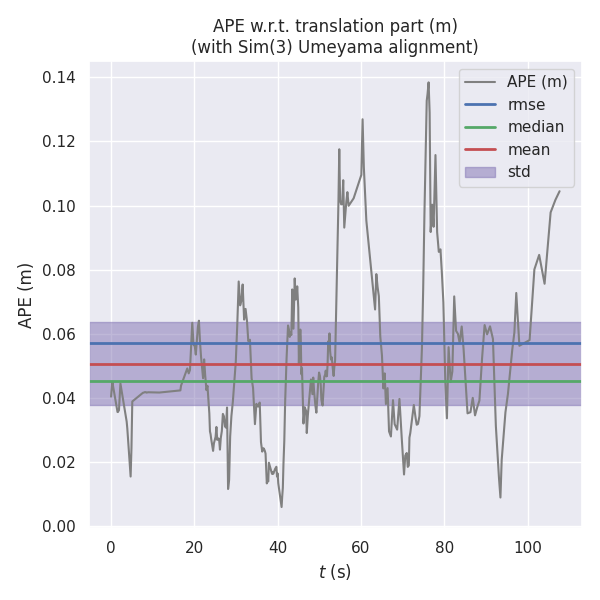 APE w.r.t. translation part (m)
(with Sim(3) Umeyama alignment)
APE (m)
rmse
median
mean
std
APE (m)
0.14
0.12
0.10
0.08
0.06
0.04
0.02
0.00
0 20 40 60 80 100
t (s)